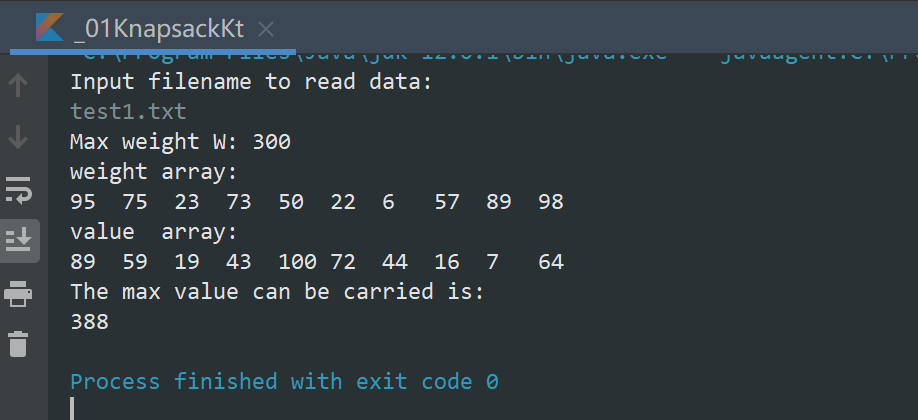 _01KnapsackKt
Input filename to read data:
test1.txt
Max weight W: 300
weight array:
95 75 23 73 50 22 6 57 89 98
value array:
89 59 19 43 100 72 44 16 7 64
The max value can be carried is:
388
Process finished with exit code 0